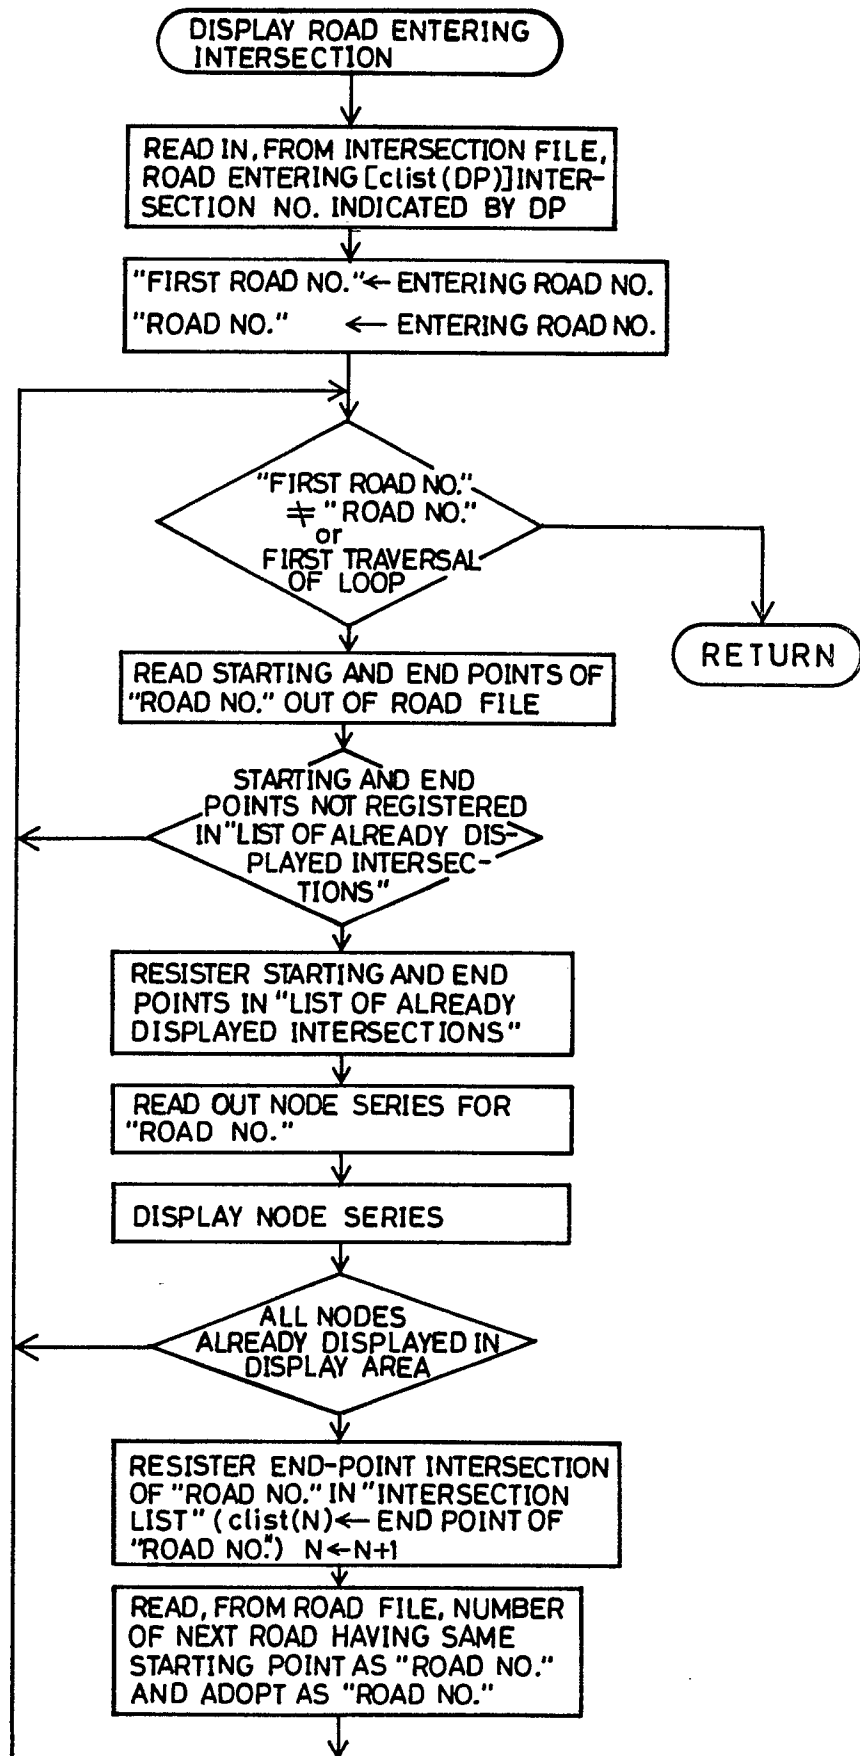 DISPLAY ROAD ENTERING
INTERSECTION
READ IN, FROM INTERSECTION FILE,
ROAD ENTERING [clist(DP)] INTER-
SECTION NO. INDICATED BY DP
"FIRST ROAD NO." ← ENTERING ROAD NO.
"ROAD NO." ← ENTERING ROAD NO.
"FIRST ROAD NO."
≠ "ROAD NO."
or
FIRST TRAVERSAL
OF LOOP
RETURN
READ STARTING AND END POINTS OF
"ROAD NO." OUT OF ROAD FILE
STARTING AND END
POINTS NOT REGISTERED
IN "LIST OF ALREADY DIS-
PLAYED INTERSEC-
TIONS"
RESISTER STARTING AND END
POINTS IN "LIST OF ALREADY
DISPLAYED INTERSECTIONS"
READ OUT NODE SERIES FOR
"ROAD NO."
DISPLAY NODE SERIES
ALL NODES
ALREADY DISPLAYED IN
DISPLAY AREA
RESISTER END-POINT INTERSECTION
OF "ROAD NO." IN "INTERSECTION
LIST" (clist(N) ← END POINT OF
"ROAD NO.") N ← N+1
READ, FROM ROAD FILE, NUMBER
OF NEXT ROAD HAVING SAME
STARTING POINT AS "ROAD NO."
AND ADOPT AS "ROAD NO."